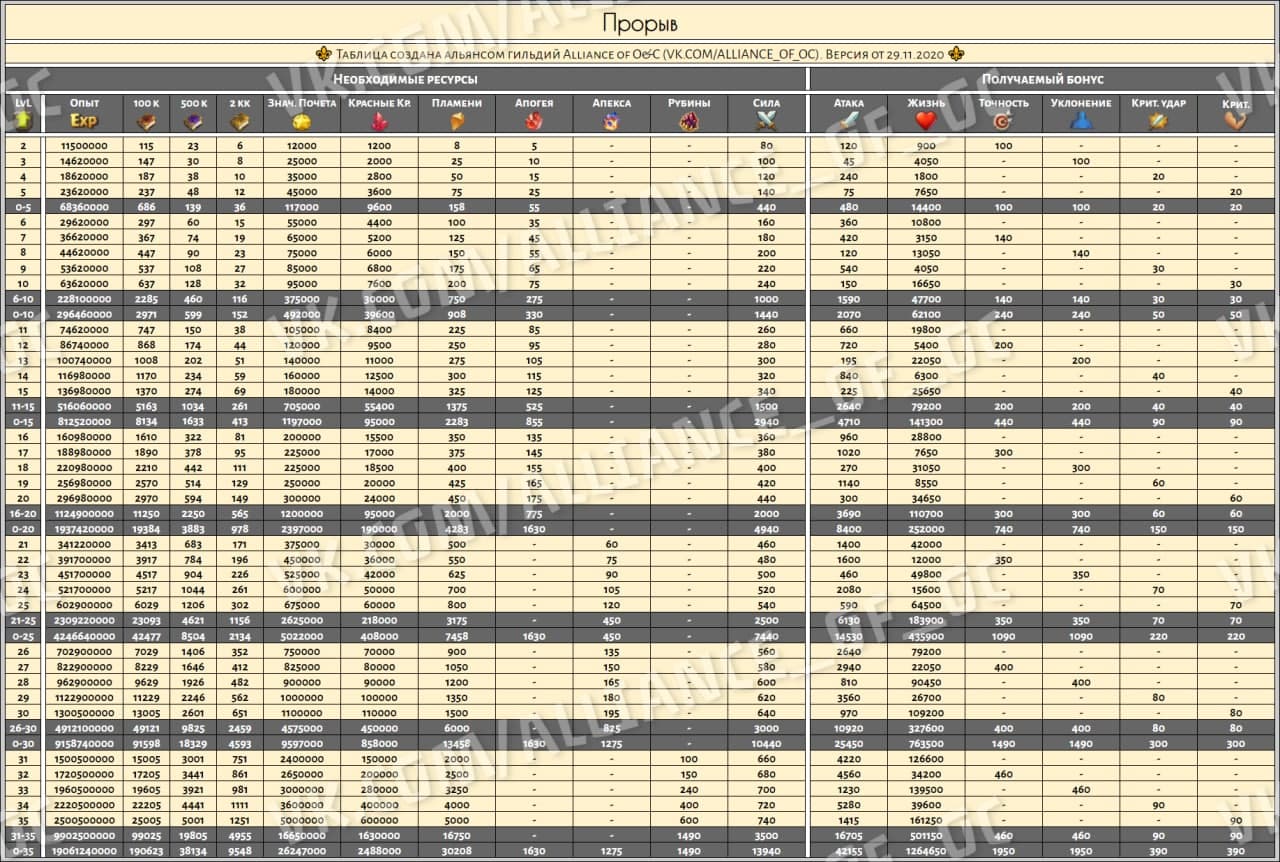 Прорыв
Таблица создана альянсом гильдий Alliance of O&C (vk.com/alliance_of_oc). Версия от 29.11.2020
Необходимые ресурсы Получаемый бонус
Lvl Опыт 100 к 500 к 2 кк Знач. Почета Красные Кр. Пламени Апогея Апекса Рубины Сила Атака Жизнь Точность Уклонение Крит. удар Крит.
Exp
2 11500000 115 23 6 12000 1200 8 5 - - 80 120 900 100 - - -
3 14620000 147 30 8 25000 2000 25 10 - - 100 45 4050 - 100 - -
4 18620000 187 38 10 35000 2800 50 15 - - 120 240 1800 - - 20 -
5 23620000 237 48 12 45000 3600 75 25 - - 140 75 7650 - - - 20
0-5 68360000 686 139 36 117000 9600 158 55 - - 440 480 14400 100 100 20 20
6 29620000 297 60 15 55000 4400 100 35 - - 160 360 10800 - - - -
7 36620000 367 74 19 65000 5200 125 45 - - 180 420 3150 140 - - -
8 44620000 447 90 23 75000 6000 150 55 - - 200 120 13050 - 140 - -
9 53620000 537 108 27 85000 6800 175 65 - - 220 540 4050 - - 30 -
10 63620000 637 128 32 95000 7600 200 75 - - 240 150 16650 - - - 30
6-10 228100000 2285 460 116 375000 30000 750 275 - - 1000 1590 47700 140 140 30 30
0-10 296460000 2971 599 152 492000 39600 908 330 - - 1440 2070 62100 240 240 50 50
11 74620000 747 150 38 105000 8400 225 85 - - 260 660 19800 - - - -
12 86740000 868 174 44 120000 9500 250 95 - - 280 720 5400 200 - - -
13 100740000 1008 202 51 140000 11000 275 105 - - 300 195 22050 - 200 - -
14 116980000 1170 234 59 160000 12500 300 115 - - 320 840 6300 - - 40 -
15 136980000 1370 274 69 180000 14000 325 125 - - 340 225 25650 - - - 40
11-15 516060000 5163 1034 261 705000 55400 1375 525 - - 1500 2640 79200 200 200 40 40
0-15 812520000 8134 1633 413 1197000 95000 2283 855 - - 2940 4710 141300 440 440 90 90
16 160980000 1610 322 81 200000 15500 350 135 - - 360 960 28800 - - - -
17 188980000 1890 378 95 225000 17000 375 145 - - 380 1020 7650 300 - - -
18 220980000 2210 442 111 225000 18500 400 155 - - 400 270 31050 - 300 - -
19 256980000 2570 514 129 250000 20000 425 165 - - 420 1140 8550 - - 60 -
20 296980000 2970 594 149 300000 24000 450 175 - - 440 300 34650 - - - 60
16-20 1124900000 11250 2250 565 1200000 95000 2000 775 - - 2000 3690 110700 300 300 60 60
0-20 1937420000 19384 3883 978 2397000 190000 4283 1630 - - 4940 8400 252000 740 740 150 150
21 341220000 3413 683 171 375000 30000 500 - 60 - 460 1400 42000 - - - -
22 391700000 3917 784 196 450000 36000 550 - 75 - 480 1600 12000 350 - - -
23 451700000 4517 904 226 525000 42000 625 - 90 - 500 460 49800 - 350 - -
24 521700000 5217 1044 261 600000 50000 700 - 105 - 520 2080 15600 - - 70 -
25 602900000 6029 1206 302 675000 60000 800 - 120 - 540 590 64500 - - - 70
21-25 2309220000 23093 4621 1156 2625000 218000 3175 - 450 - 2500 6130 183900 350 350 70 70
0-25 4246640000 42477 8504 2134 5022000 408000 7458 1630 450 - 7440 14530 435900 1090 1090 220 220
26 702900000 7029 1406 352 750000 70000 900 - 135 - 560 2640 79200 - - - -
27 822900000 8229 1646 412 825000 80000 1050 - 150 - 580 2940 22050 400 - - -
28 962900000 9629 1926 482 900000 90000 1200 - 165 - 600 810 90450 - 400 - -
29 1122900000 11229 2246 562 1000000 100000 1350 - 180 - 620 3560 26700 - - 80 -
30 1300500000 13005 2601 651 1100000 110000 1500 - 195 - 640 970 109200 - - - 80
26-30 4912100000 49121 9825 2459 4575000 450000 6000 - 825 - 3000 10920 327600 400 400 80 80
0-30 9158740000 91598 18329 4593 9597000 858000 13458 1630 1275 - 10440 25450 763500 1490 1490 300 300
31 1500500000 15005 3001 751 2400000 150000 2000 - - 100 660 4220 126600 - - - -
32 1720500000 17205 3441 861 2650000 200000 2500 - - 150 680 4560 34200 460 - - -
33 1960500000 19605 3921 981 3000000 280000 3250 - - 240 700 1230 139500 - 460 - -
34 2220500000 22205 4441 1111 3600000 400000 4000 - - 400 720 5280 39600 - - 90 -
35 2500500000 25005 5001 1251 5000000 600000 5000 - - 600 740 1415 161250 - - - 90
31-35 9902500000 99025 19805 4955 16650000 1630000 16750 - - 1490 3500 16705 501150 460 460 90 90
0-35 19061240000 190623 38134 9548 26247000 2488000 30208 1630 1275 1490 13940 42155 1264650 1950 1950 390 390
VK.COM/ALLIANCE_OF_OC